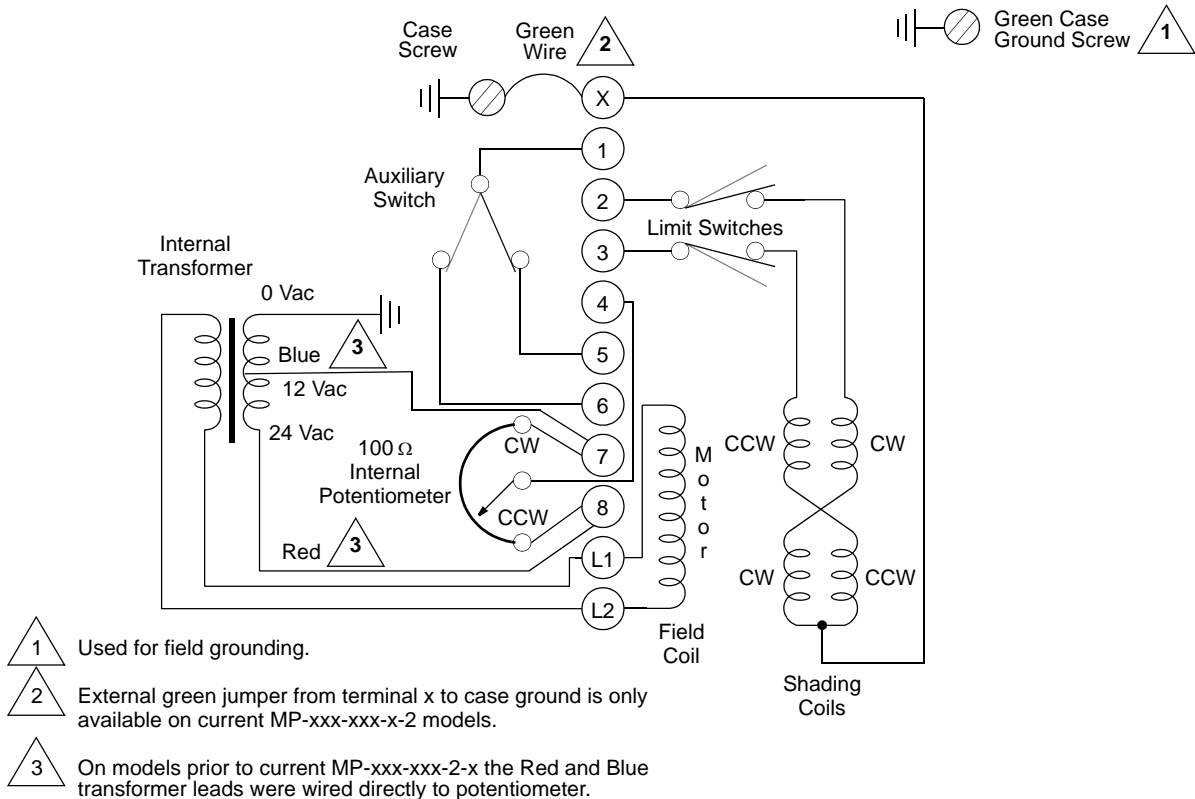 Case
Screw
Green
Wire
2
Green Case
Ground Screw
1
X
1
Auxiliary
Switch
2
Limit Switches
3
Internal
Transformer
0 Vac
4
Blue
3
5
12 Vac
6
24 Vac
CW
7
100 Ω
Internal
Potentiometer
CCW
8
Red
3
L1
L2
Motor
Field
Coil
CCW
CW
CW
CCW
Shading
Coils
1
Used for field grounding.
2
External green jumper from terminal x to case ground is only
available on current MP-xxx-xxx-x-2 models.
3
On models prior to current MP-xxx-xxx-2-x the Red and Blue
transformer leads were wired directly to potentiometer.